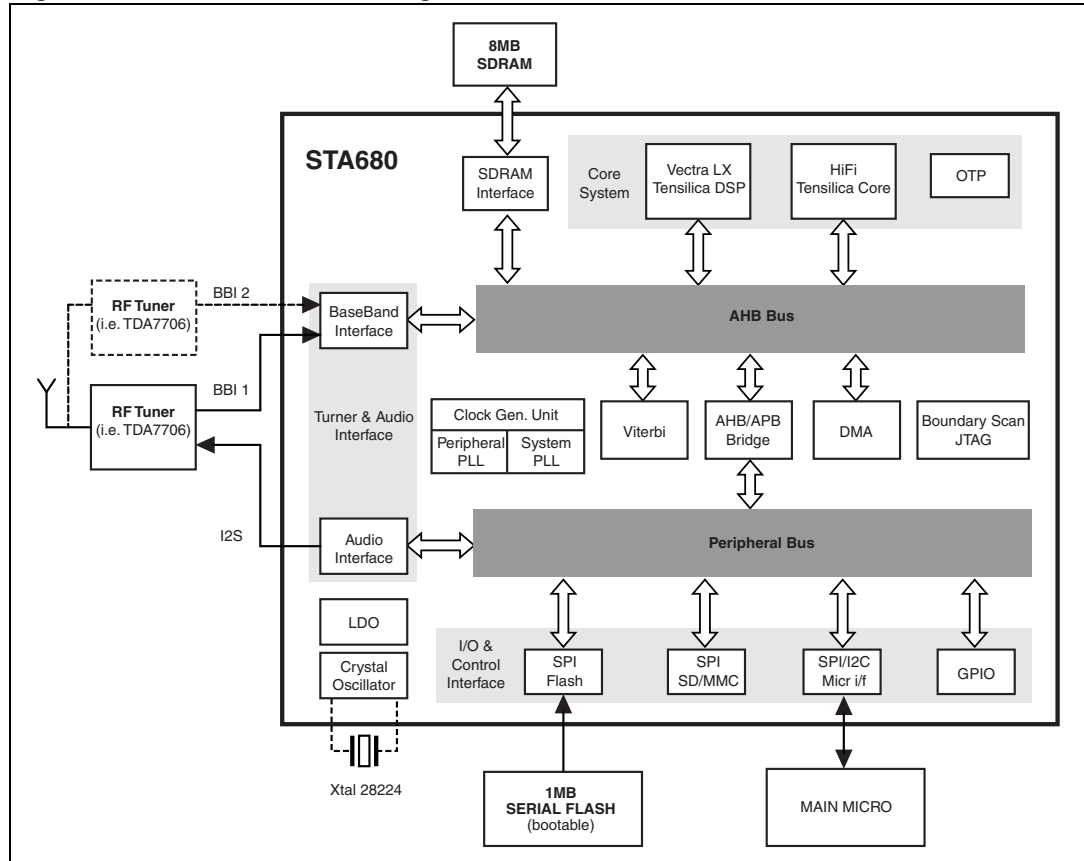 8MB
SDRAM
STA680
SDRAM
Interface
Core
System
Vectra LX
Tensilica DSP
HiFi
Tensilica Core
OTP
RF Tuner
(i.e. TDA7706)
BBI 2
BaseBand
Interface
AHB Bus
BBI 1
RF Tuner
(i.e. TDA7706)
Turner & Audio
Interface
Clock Gen. Unit
Peripheral
PLL
System
PLL
Viterbi
AHB/APB
Bridge
DMA
Boundary Scan
JTAG
I2S
Audio
Interface
Peripheral Bus
LDO
Crystal
Oscillator
I/O &
Control
Interface
SPI
Flash
SPI
SD/MMC
SPI/I2C
Micr i/f
GPIO
Xtal 28224
1MB
SERIAL FLASH
(bootable)
MAIN MICRO